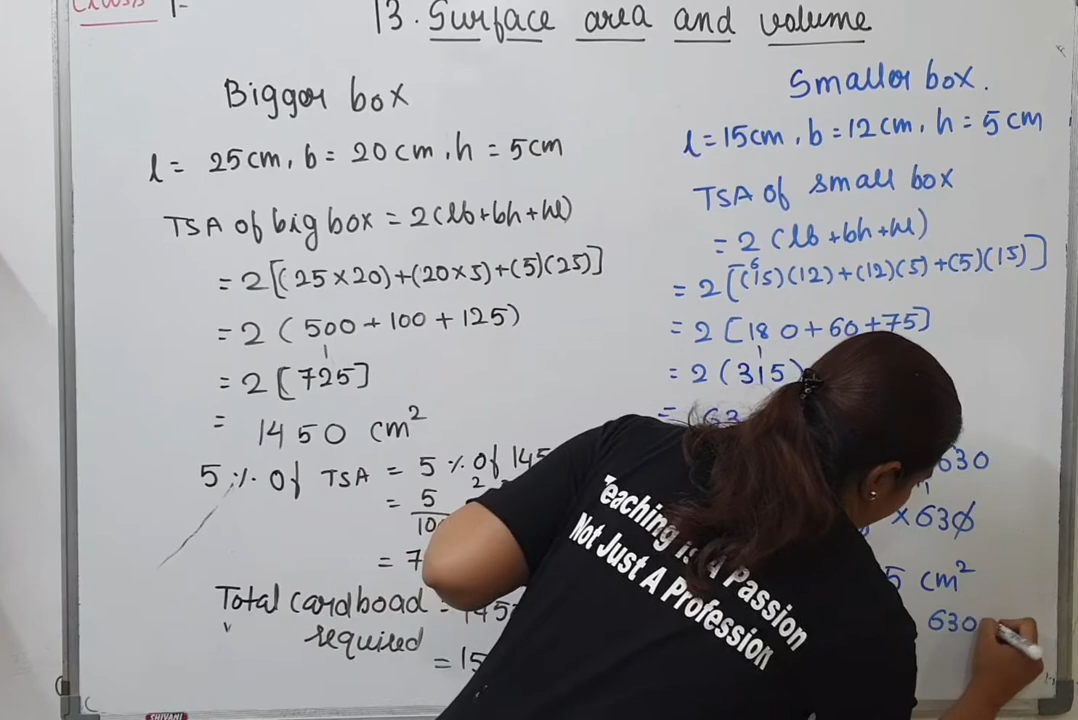 13. Surface area and volume
Bigger box
l = 25cm, b = 20cm, h = 5cm
TSA of big box = 2(lb+bh+hl)
= 2[(25×20)+(20×5)+(5)(25)]
= 2(500+100+125)
= 2[725]
= 1450 cm²
5% of TSA = 5% of 145
= 5
= 7
Total cardboad = 145
required
= 15
Smaller box.
l = 15cm, b = 12cm, h = 5cm
TSA of small box
= 2(lb+bh+hl)
= 2[(15)(12)+(12)(5)+(5)(15)]
= 2[180+60+75]
= 2(315)
= 63
630
×630
5 cm²
630
Teaching is A Passion
Not Just A Profession
SHIVANI